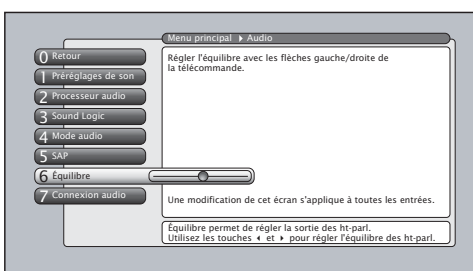 Menu principal ▸ Audio
0 Retour
1 Préréglages de son
2 Processeur audio
3 Sound Logic
4 Mode audio
5 SAP
6 Équilibre
7 Connexion audio
Régler l'équilibre avec les flèches gauche/droite de
la télécommande.
Une modification de cet écran s'applique à toutes les entrées.
Équilibre permet de régler la sortie des ht-parl.
Utilisez les touches ◂ et ▸ pour régler l'équilibre des ht-parl.